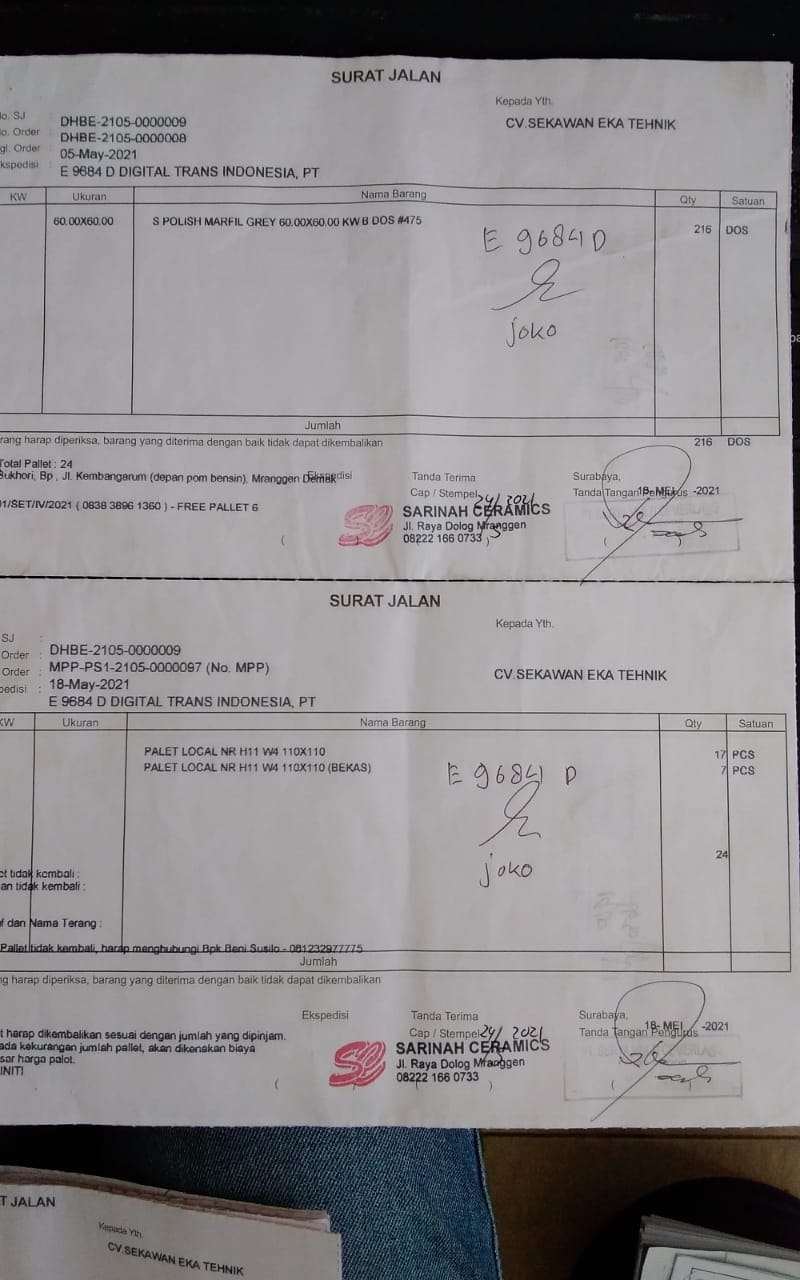 SURAT JALAN
Kepada Yth.
o. SJ
DHBE-2105-0000009
CV.SEKAWAN EKA TEHNIK
o. Order
DHBE-2105-0000008
gl. Order
05-May-2021
kspedisi : E 9684 D DIGITAL TRANS INDONESIA, PT
KW Ukuran Nama Barang Qty Satuan
60.00X60.00 S POLISH MARFIL GREY 60.00X60.00 KW B DOS #475 216 DOS
E 9684 D
joko
Jumlah
rang harap diperiksa, barang yang diterima dengan baik tidak dapat dikembalikan 216 DOS
Total Pallet : 24
Sukhori, Bp , Jl. Kembangarum (depan pom bensin), Mranggen Demak
Ekspedisi
Tanda Terima
Surabaya,
Cap / Stempel 24/ 2021
Tanda Tangan Pengurus
18- MEI -2021
01/SET/IV/2021 ( 0838 3896 1360 ) - FREE PALLET 6
SARINAH CERAMICS
Jl. Raya Dolog Mranggen
08222 166 0733
SURAT JALAN
Kepada Yth.
SJ :
Order : DHBE-2105-0000009
Order : MPP-PS1-2105-0000097 (No. MPP)
CV.SEKAWAN EKA TEHNIK
pedisi : 18-May-2021
E 9684 D DIGITAL TRANS INDONESIA, PT
KW Ukuran Nama Barang Qty Satuan
PALET LOCAL NR H11 W4 110X110 17 PCS
PALET LOCAL NR H11 W4 110X110 (BEKAS) 7 PCS
E 9684 D
24
joko
et tidak kembali :
an tidak kembali :
f dan Nama Terang :
Pallet tidak kembali, harap menghubungi Bpk Beni Susilo - 081232977775
Jumlah
ng harap diperiksa, barang yang diterima dengan baik tidak dapat dikembalikan
Ekspedisi
Tanda Terima
Surabaya,
Cap / Stempel 24/ 2021
Tanda Tangan Pengurus
18- MEI -2021
t harap dikembalikan sesuai dengan jumlah yang dipinjam.
ada kekurangan jumlah pallet, akan dikenakan biaya
sar harga palet.
INITI
SARINAH CERAMICS
Jl. Raya Dolog Mranggen
08222 166 0733
T JALAN
Kepada Yth.
CV.SEKAWAN EKA TEHNIK